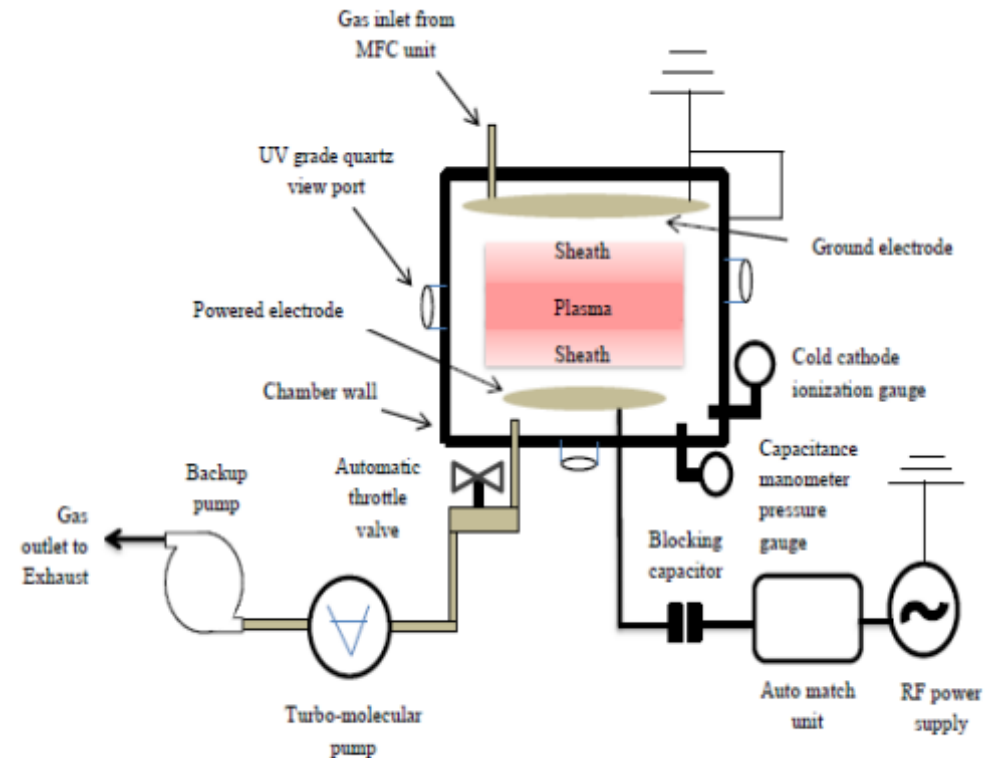 Gas inlet from
MFC unit
UV grade quartz
view port
Sheath
Ground electrode
Plasma
Powered electrode
Sheath
Cold cathode
ionization gauge
Chamber wall
Automatic
throttle
valve
Capacitance
manometer
pressure
gauge
Backup
pump
Gas
outlet to
Exhaust
Blocking
capacitor
Auto match
unit
RF power
supply
Turbo-molecular
pump